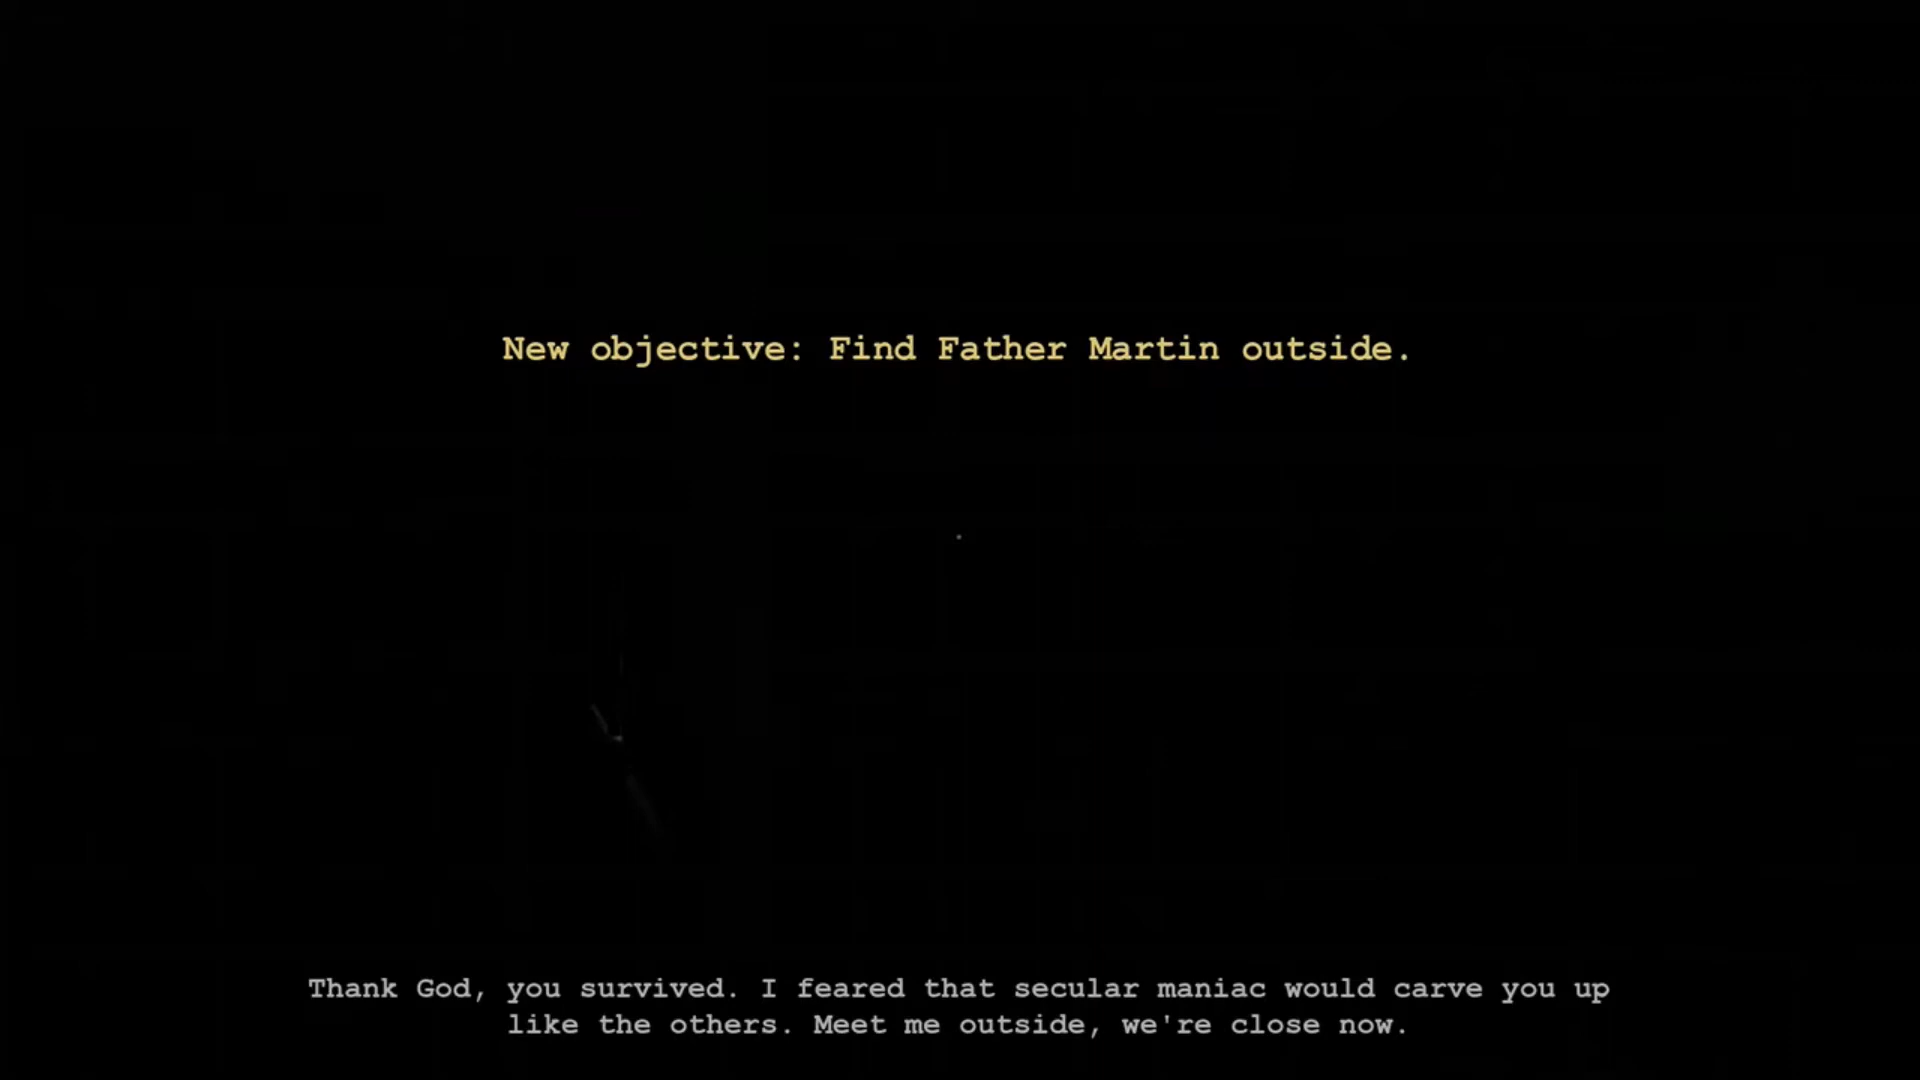 New objective: Find Father Martin outside.
Thank God, you survived. I feared that secular maniac would carve you up
like the others. Meet me outside, we're close now.